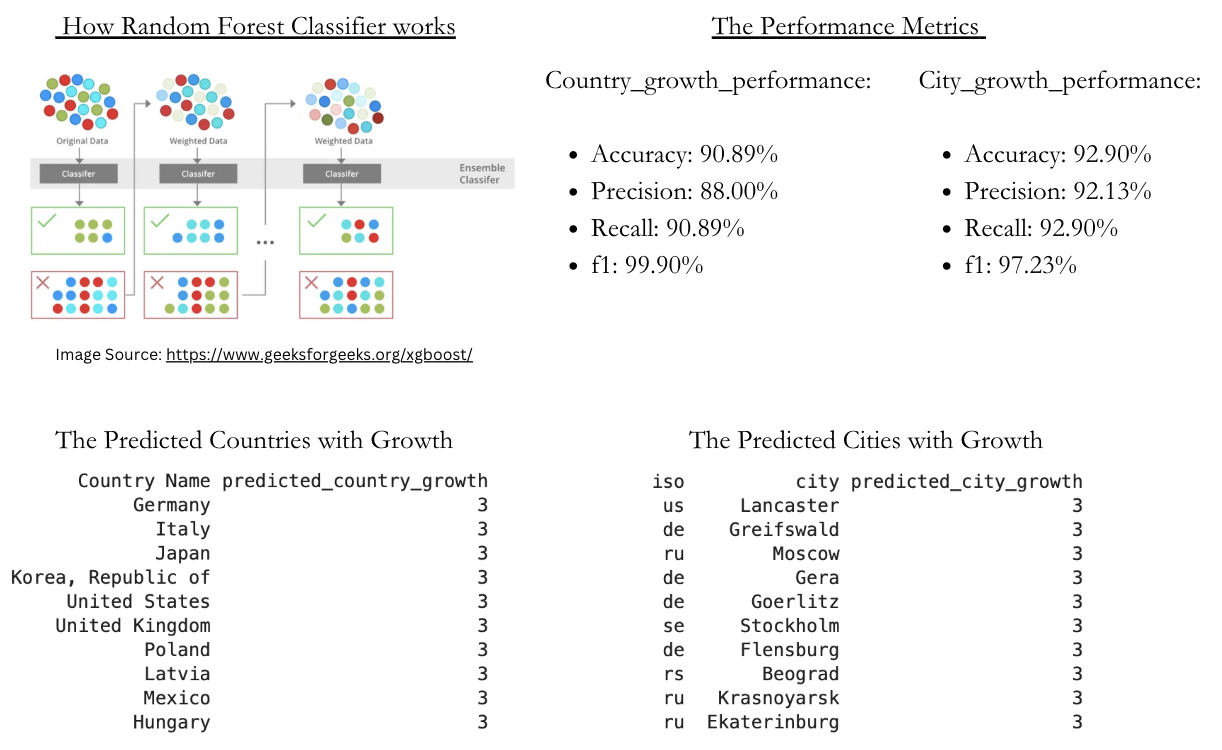 How Random Forest Classifier works
Original Data
Weighted Data
Weighted Data
Classifer
Classifer
Classifer
Ensemble
Classifer
...
Image Source: https://www.geeksforgeeks.org/xgboost/
The Performance Metrics
Country_growth_performance:
• Accuracy: 90.89%
• Precision: 88.00%
• Recall: 90.89%
• f1: 99.90%
City_growth_performance:
• Accuracy: 92.90%
• Precision: 92.13%
• Recall: 92.90%
• f1: 97.23%
The Predicted Countries with Growth
Country Name predicted_country_growth
Germany 3
Italy 3
Japan 3
Korea, Republic of 3
United States 3
United Kingdom 3
Poland 3
Latvia 3
Mexico 3
Hungary 3
The Predicted Cities with Growth
iso city predicted_city_growth
us Lancaster 3
de Greifswald 3
ru Moscow 3
de Gera 3
de Goerlitz 3
se Stockholm 3
de Flensburg 3
rs Beograd 3
ru Krasnoyarsk 3
ru Ekaterinburg 3